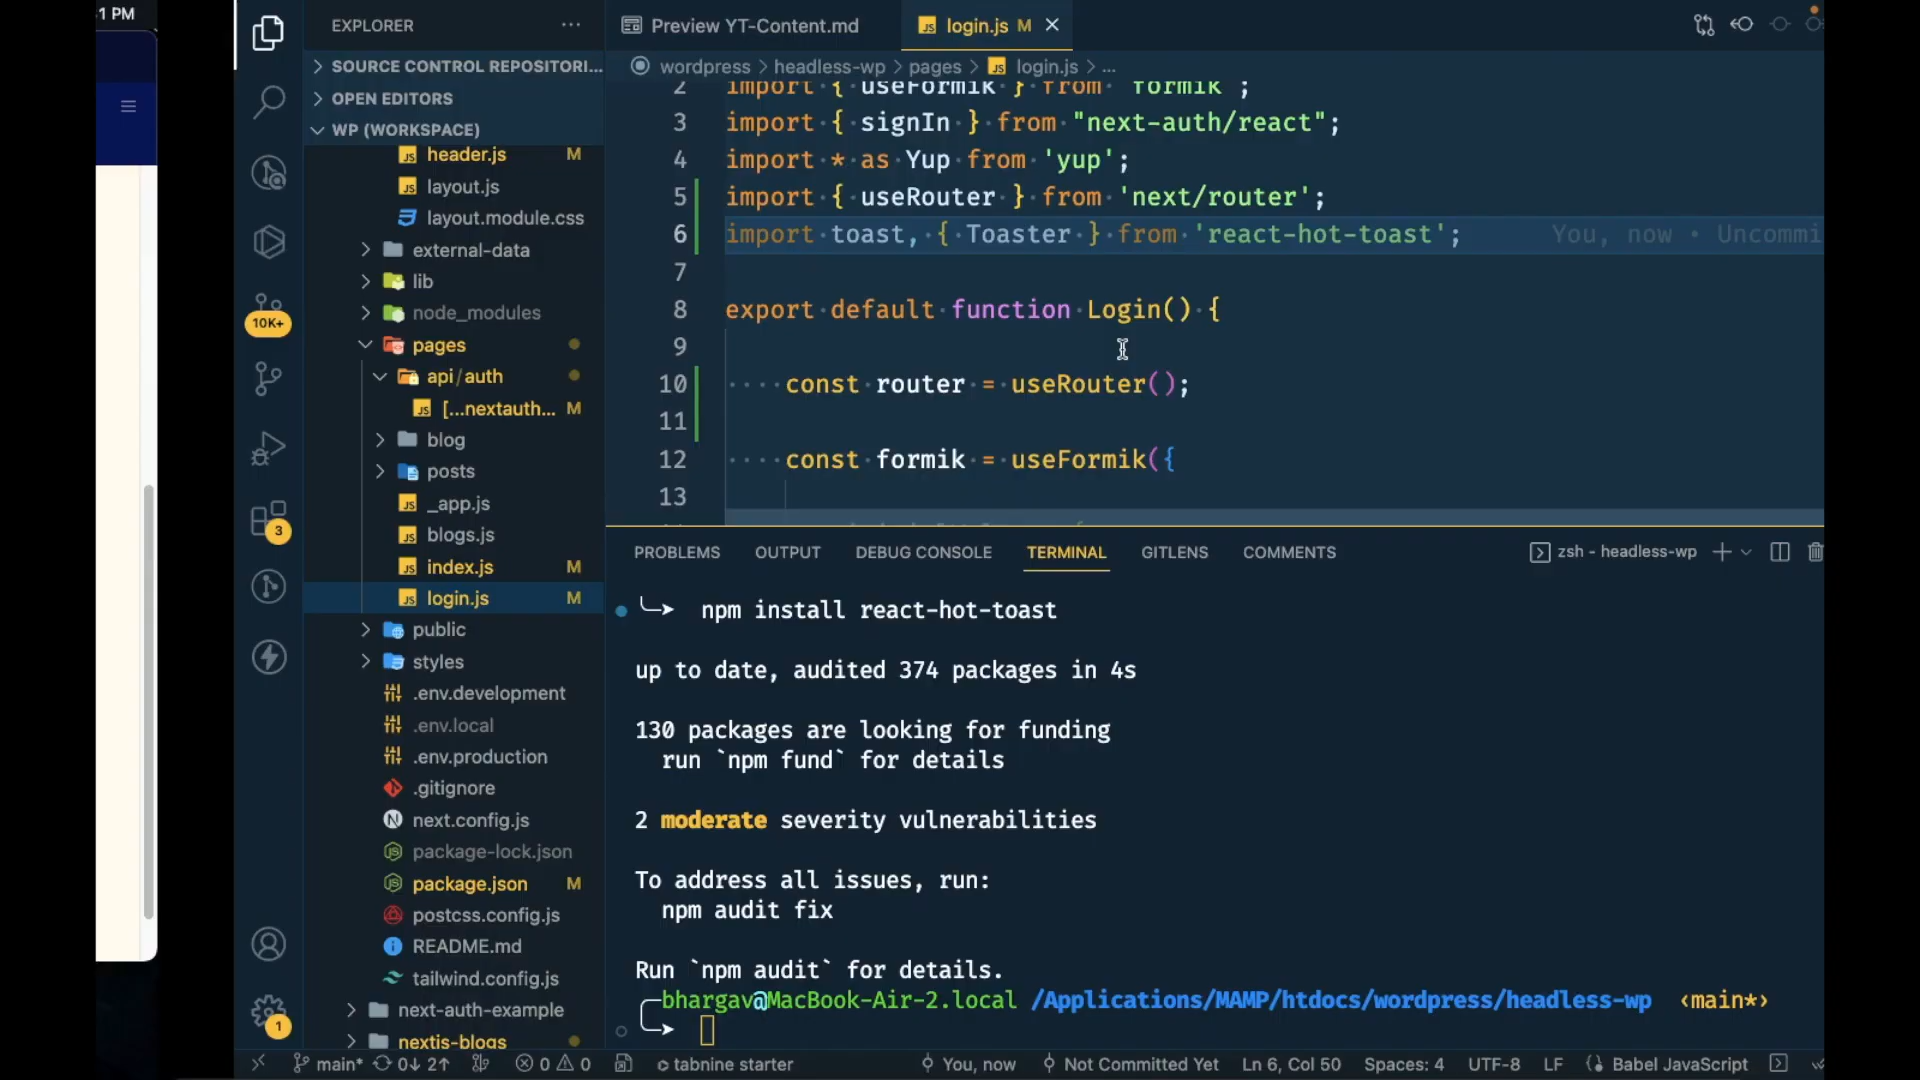 1 PM
EXPLORER
SOURCE CONTROL REPOSITORI...
OPEN EDITORS
WP (WORKSPACE)
header.js M
layout.js
layout.module.css
external-data
lib
node_modules
pages
api/auth
[...nextauth... M
blog
posts
_app.js
blogs.js
index.js M
login.js M
public
styles
.env.development
.env.local
.env.production
.gitignore
next.config.js
package-lock.json
package.json M
postcss.config.js
README.md
tailwind.config.js
next-auth-example
nextjs-blogs
10K+
3
1
Preview YT-Content.md
login.js M
wordpress > headless-wp > pages > login.js > ...
2 import { useFormik } from 'formik';
3 import { signIn } from "next-auth/react";
4 import * as Yup from 'yup';
5 import { useRouter } from 'next/router';
6 import toast, { Toaster } from 'react-hot-toast'; You, now • Uncommi
7
8 export default function Login() {
9
10 const router = useRouter();
11
12 const formik = useFormik({
13
PROBLEMS OUTPUT DEBUG CONSOLE TERMINAL GITLENS COMMENTS
zsh - headless-wp
npm install react-hot-toast
up to date, audited 374 packages in 4s
130 packages are looking for funding
run `npm fund` for details
2 moderate severity vulnerabilities
To address all issues, run:
npm audit fix
Run `npm audit` for details.
bhargav@MacBook-Air-2.local /Applications/MAMP/htdocs/wordpress/headless-wp ‹main*›
main* 0↓ 2↑ 0 0 tabnine starter You, now Not Committed Yet Ln 6, Col 50 Spaces: 4 UTF-8 LF Babel JavaScript